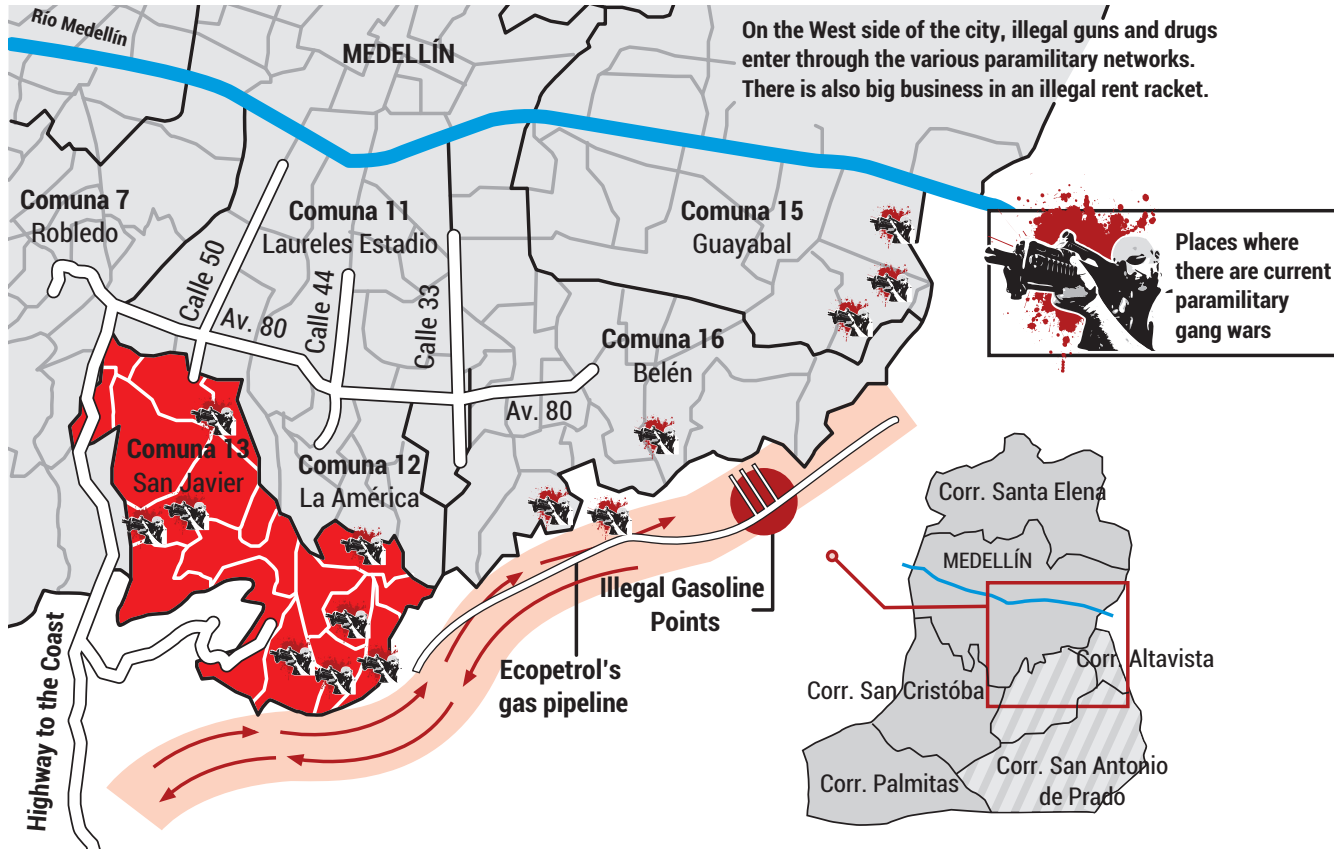 Río Medellín
MEDELLÍN
On the West side of the city, illegal guns and drugs
enter through the various paramilitary networks.
There is also big business in an illegal rent racket.
Comuna 7
Robledo
Calle 50
Comuna 11
Laureles Estadio
Calle 44
Calle 33
Av. 80
Comuna 15
Guayabal
Places where
there are current
paramilitary
gang wars
Comuna 16
Belén
Av. 80
Comuna 13
San Javier
Comuna 12
La América
Illegal Gasoline
Points
Ecopetrol's
gas pipeline
Highway to the Coast
Corr. Santa Elena
MEDELLÍN
Corr. Altavista
Corr. San Cristóba
Corr. Palmitas
Corr. San Antonio
de Prado